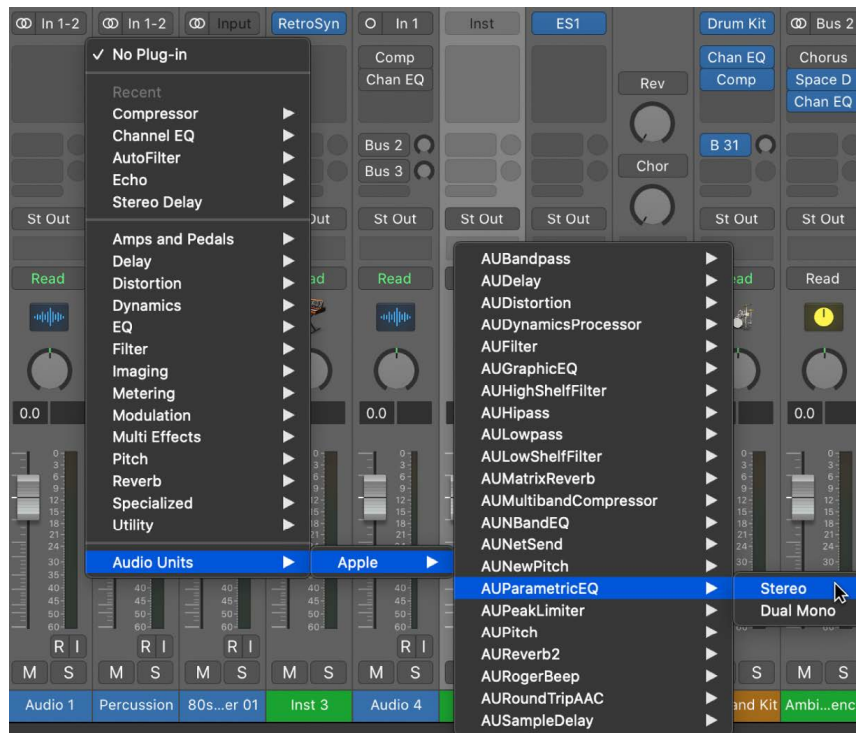 In 1-2
In 1-2
Input
RetroSyn
In 1
Inst
ES1
Drum Kit
Bus 2
Comp
Chan EQ
Rev
Chan EQ
Comp
Chorus
Space D
Chan EQ
Bus 2
Bus 3
Chor
B 31
St Out
St Out
St Out
St Out
St Out
St Out
Read
Read
Read
0.0
0.0
0.0
✓ No Plug-in
Recent
Compressor
Channel EQ
AutoFilter
Echo
Stereo Delay
Amps and Pedals
Delay
Distortion
Dynamics
EQ
Filter
Imaging
Metering
Modulation
Multi Effects
Pitch
Reverb
Specialized
Utility
Audio Units
Apple
AUBandpass
AUDelay
AUDistortion
AUDynamicsProcessor
AUFilter
AUGraphicEQ
AUHighShelfFilter
AUHipass
AULowpass
AULowShelfFilter
AUMatrixReverb
AUMultibandCompressor
AUNBandEQ
AUNetSend
AUNewPitch
AUParametricEQ
AUPeakLimiter
AUPitch
AUReverb2
AURogerBeep
AURoundTripAAC
AUSampleDelay
Stereo
Dual Mono
R I
R I
R I
R I
M S
M S
M S
M S
M S
S
M S
Audio 1
Percussion
80s...er 01
Inst 3
Audio 4
and Kit
Ambi...enc